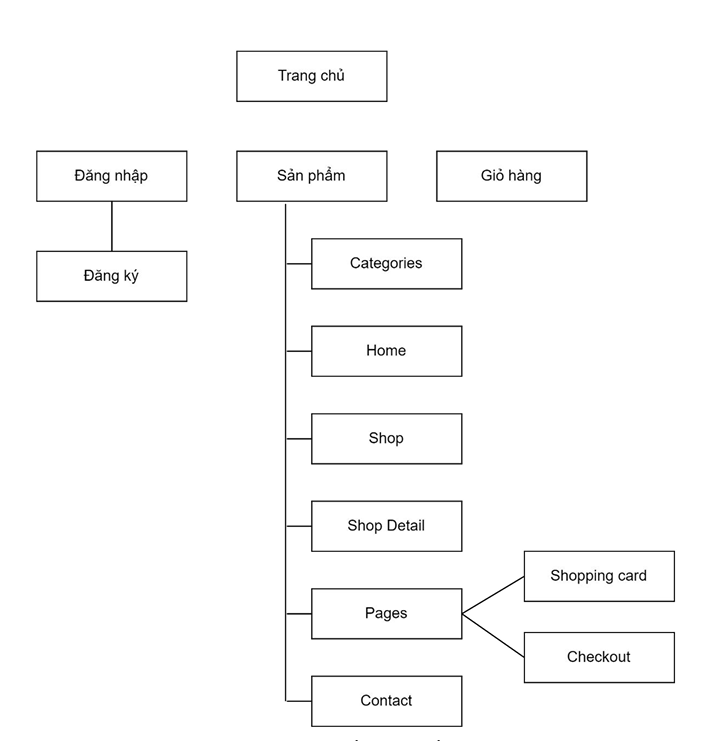 Trang chủ
Đăng nhập
Sản phẩm
Giỏ hàng
Đăng ký
Categories
Home
Shop
Shop Detail
Shopping card
Pages
Checkout
Contact